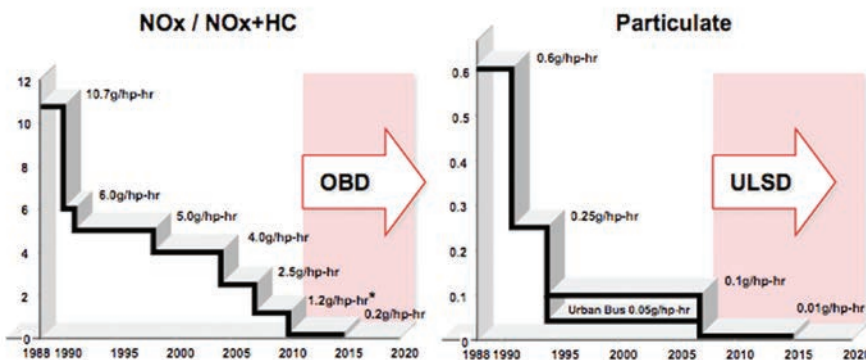 NOx / NOx+HC
12
10
8
6
4
2
0
10.7g/hp-hr
6.0g/hp-hr
5.0g/hp-hr
4.0g/hp-hr
2.5g/hp-hr
1.2g/hp-hr*
0.2g/hp-hr
OBD
1988 1990 1995 2000 2005 2010 2015 2020
Particulate
0.6
0.5
0.4
0.3
0.2
0.1
0
0.6g/hp-hr
0.25g/hp-hr
0.1g/hp-hr
Urban Bus 0.05g/hp-hr
0.01g/hp-hr
ULSD
1988 1990 1995 2000 2005 2010 2015